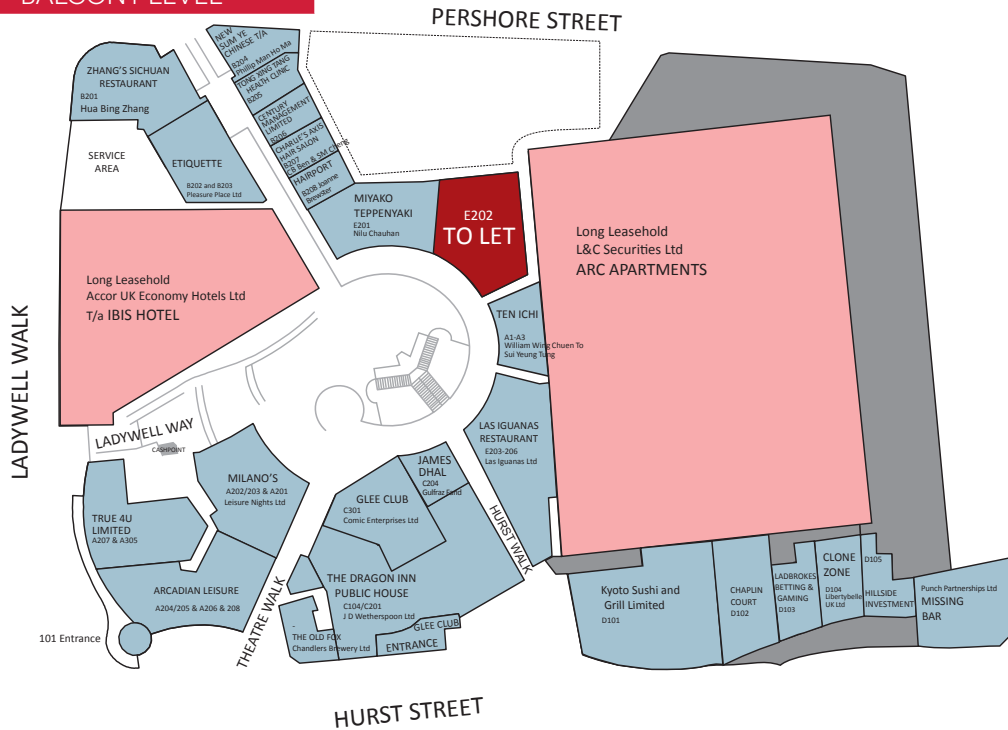 BALCONY LEVEL
PERSHORE STREET
NEW
SUM YE
CHINESE T/A
B204
Phillip Man Ho Ma
TONG XING TANG
HEALTH CLINIC
B205
CENTURY
MANAGEMENT
LIMITED
B206
CHARLIE'S AXIS
HAIR SALON
B207
CB Ben & SM Cheng
HAIRPORT
B208 Joanne
Brewster
ZHANG'S SICHUAN
RESTAURANT
B201
Hua Bing Zhang
SERVICE
AREA
ETIQUETTE
B202 and B203
Pleasure Place Ltd
MIYAKO
TEPPENYAKI
E201
Nilu Chauhan
E202
TO LET
Long Leasehold
L&C Securities Ltd
ARC APARTMENTS
Long Leasehold
Accor UK Economy Hotels Ltd
T/a IBIS HOTEL
LADYWELL WALK
TEN ICHI
A1-A3
William Wing Chuen To
Sui Yeung Tung
LADYWELL WAY
CASHPOINT
LAS IGUANAS
RESTAURANT
E203-206
Las Iguanas Ltd
MILANO'S
A202/203 & A201
Leisure Nights Ltd
JAMES
DHAL
C204
Gulfraz
GLEE CLUB
C301
Comic Enterprises Ltd
TRUE 4U
LIMITED
A207 & A305
HURST WALK
ARCADIAN LEISURE
A204/205 & A206 & 208
THE DRAGON INN
PUBLIC HOUSE
C104/C201
J D Wetherspoon Ltd
THEATRE WALK
101 Entrance
-
THE OLD FOX
Chandlers Brewery Ltd
GLEE CLUB
ENTRANCE
Kyoto Sushi and
Grill Limited
D101
CHAPLIN
COURT
D102
LADBROKES
BETTING &
GAMING
D103
CLONE
ZONE
D104
Libertybelle
UK Ltd
D105
HILLSIDE
INVESTMENT
Punch Partnerships Ltd
MISSING
BAR
HURST STREET